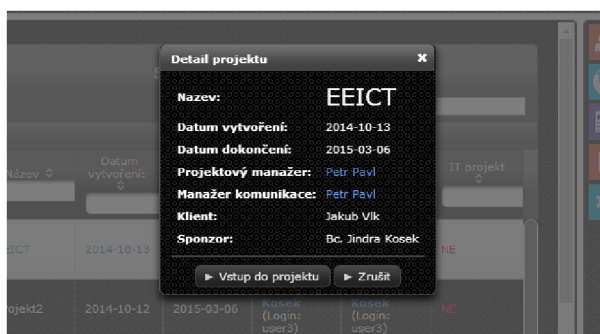 Detail projektu
Nazev: EEICT
Datum vytvoření: 2014-10-13
Datum dokončení: 2015-03-06
Projektový manažer: Petr Pavl
Manažer komunikace: Petr Pavl
Klient: Jakub Vlk
Sponzor: Bc. Jindra Kosek
Vstup do projektu Zrušit
Název Datum vytvoření: IT projekt
2014-10-13 NE
2014-10-12 2015-03-06 Kosek (Login: user3) Kosek (Login: user3) NE